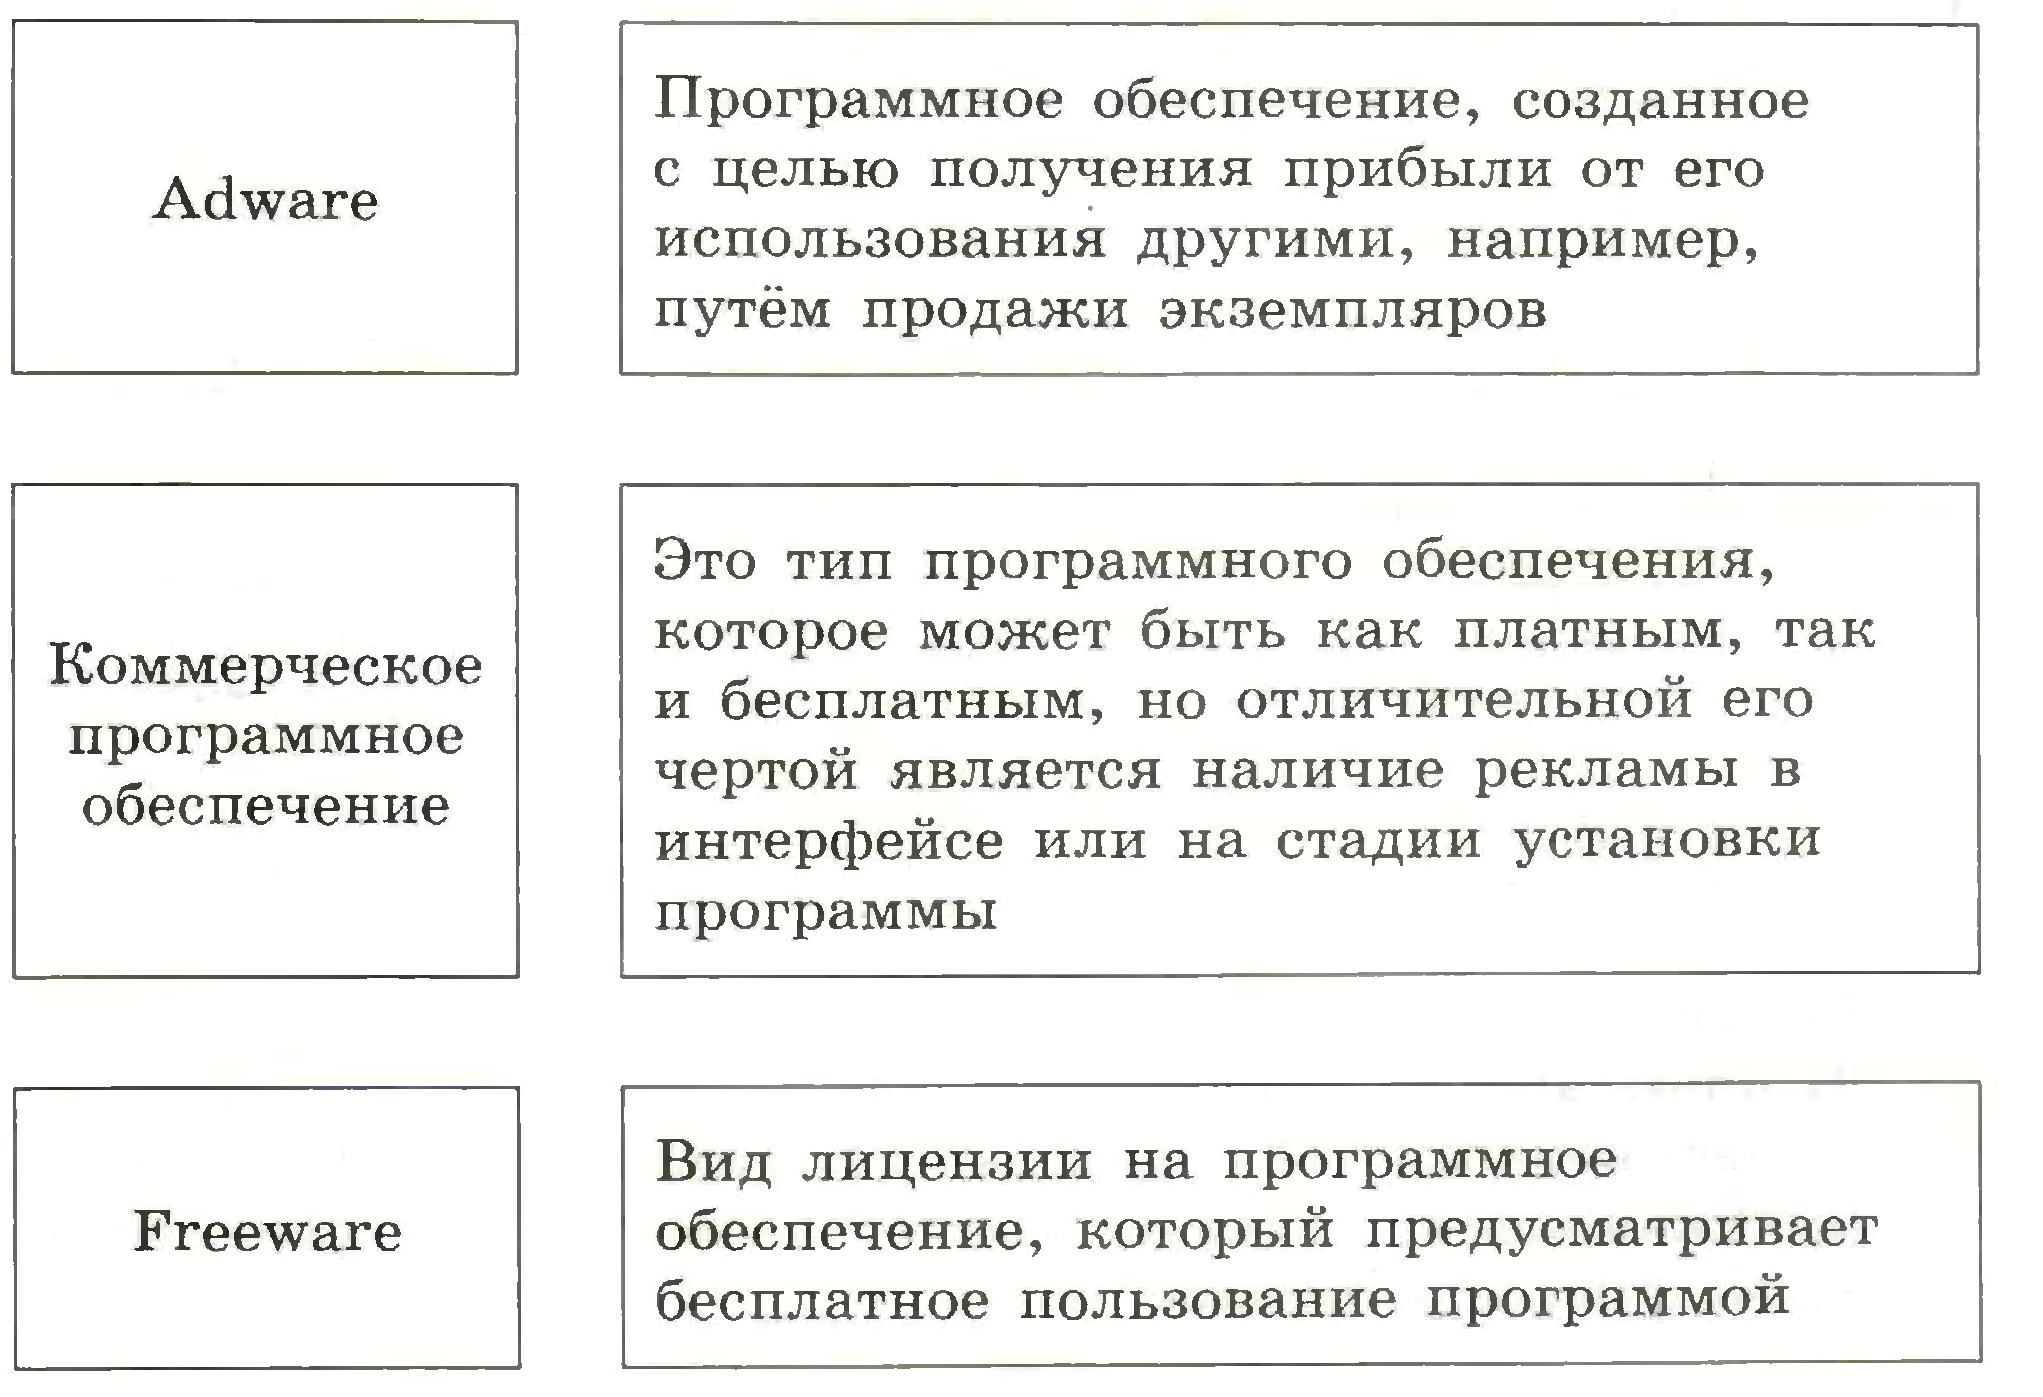 Adware
Программное обеспечение, созданное
с целью получения прибыли от его
использования другими, например,
путём продажи экземпляров
Коммерческое
программное
обеспечение
Это тип программного обеспечения,
которое может быть как платным, так
и бесплатным, но отличительной его
чертой является наличие рекламы в
интерфейсе или на стадии установки
программы
Freeware
Вид лицензии на программное
обеспечение, который предусматривает
бесплатное пользование программой